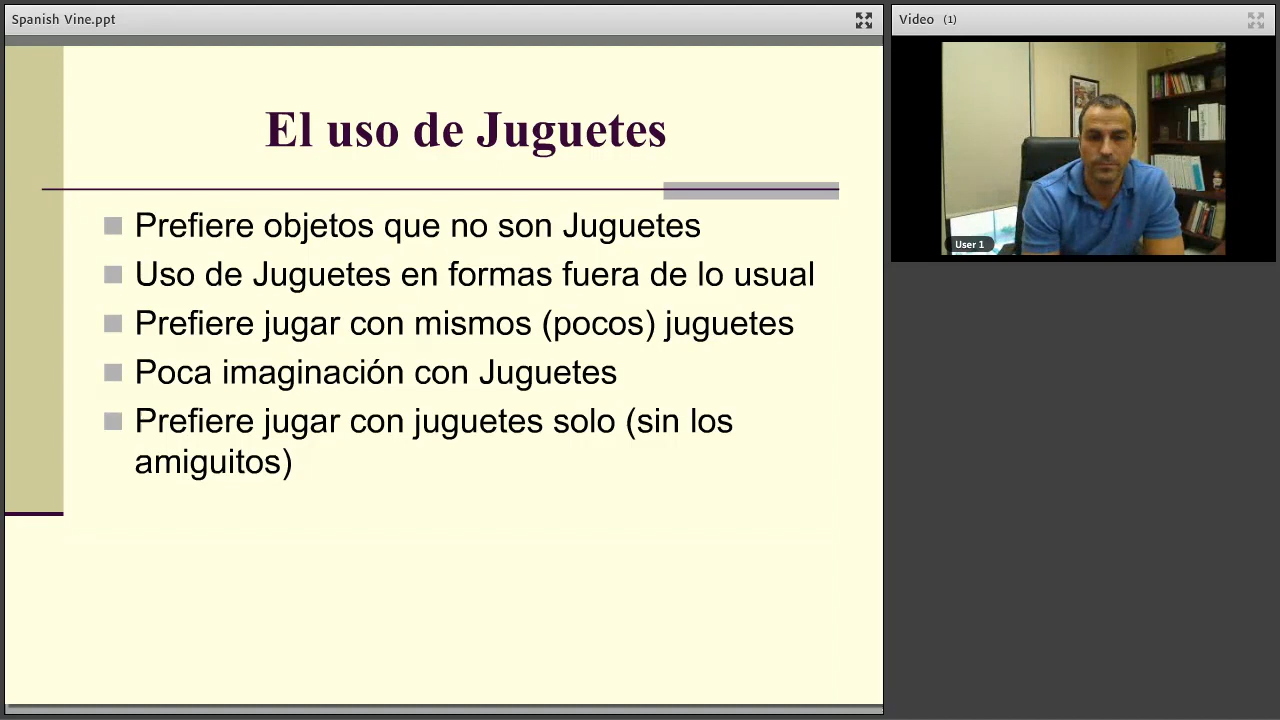 Spanish Vine.ppt
El uso de Juguetes
Prefiere objetos que no son Juguetes
Uso de Juguetes en formas fuera de lo usual
Prefiere jugar con mismos (pocos) juguetes
Poca imaginación con Juguetes
Prefiere jugar con juguetes solo (sin los
amiguitos)
Video (1)
User 1